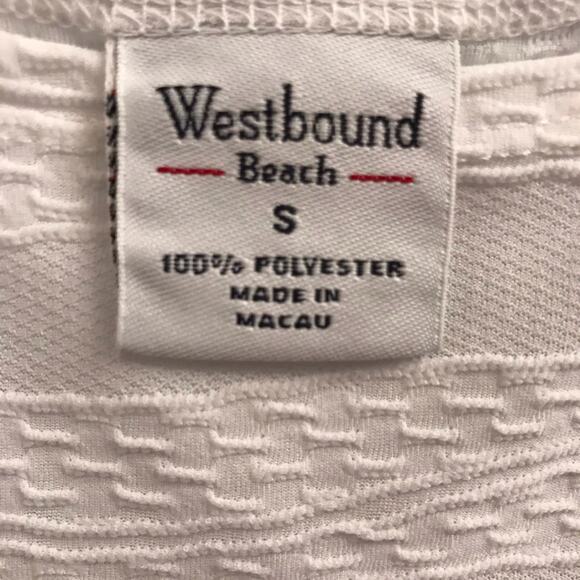 Westbound
Beach
S
100% POLYESTER
MADE IN
MACAU